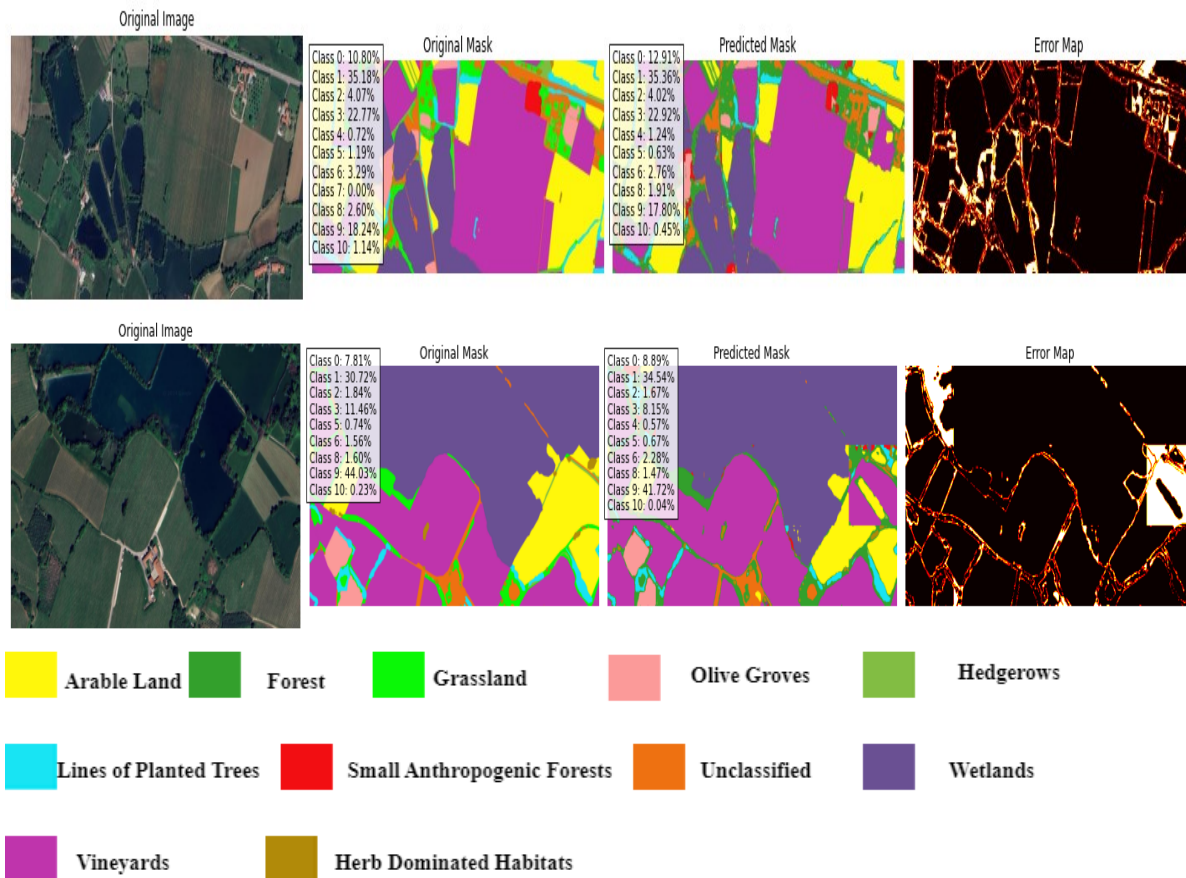 Original Image
Original Mask
Predicted Mask
Error Map
Class 0: 10.80%
Class 1: 35.18%
Class 2: 4.07%
Class 3: 22.77%
Class 4: 0.72%
Class 5: 1.19%
Class 6: 3.29%
Class 7: 0.00%
Class 8: 2.60%
Class 9: 18.24%
Class 10: 1.14%
Class 0: 12.91%
Class 1: 35.36%
Class 2: 4.02%
Class 3: 22.92%
Class 4: 1.24%
Class 5: 0.63%
Class 6: 2.76%
Class 8: 1.91%
Class 9: 17.80%
Class 10: 0.45%
Original Image
Original Mask
Predicted Mask
Error Map
Class 0: 7.81%
Class 1: 30.72%
Class 2: 1.84%
Class 3: 11.46%
Class 5: 0.74%
Class 6: 1.56%
Class 8: 1.60%
Class 9: 44.03%
Class 10: 0.23%
Class 0: 8.89%
Class 1: 34.54%
Class 2: 1.67%
Class 3: 8.15%
Class 4: 0.57%
Class 5: 0.67%
Class 6: 2.28%
Class 8: 1.47%
Class 9: 41.72%
Class 10: 0.04%
Arable Land
Forest
Grassland
Olive Groves
Hedgerows
Lines of Planted Trees
Small Anthropogenic Forests
Unclassified
Wetlands
Vineyards
Herb Dominated Habitats